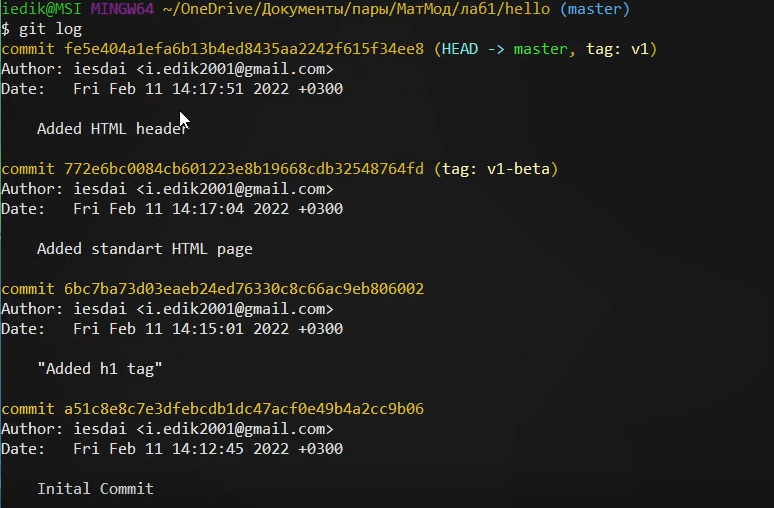 iedik@MSI MINGW64 ~/OneDrive/Документы/пары/МатМод/лаб1/hello (master)
$ git log
commit fe5e404a1efa6b13b4ed8435aa2242f615f34ee8 (HEAD -> master, tag: v1)
Author: iesdai <i.edik2001@gmail.com>
Date:   Fri Feb 11 14:17:51 2022 +0300
Added HTML header
commit 772e6bc0084cb601223e8b19668cdb32548764fd (tag: v1-beta)
Author: iesdai <i.edik2001@gmail.com>
Date:   Fri Feb 11 14:17:04 2022 +0300
Added standart HTML page
commit 6bc7ba73d03eaeb24ed76330c8c66ac9eb806002
Author: iesdai <i.edik2001@gmail.com>
Date:   Fri Feb 11 14:15:01 2022 +0300
"Added h1 tag"
commit a51c8e8c7e3dfebcdb1dc47acf0e49b4a2cc9b06
Author: iesdai <i.edik2001@gmail.com>
Date:   Fri Feb 11 14:12:45 2022 +0300
Inital Commit